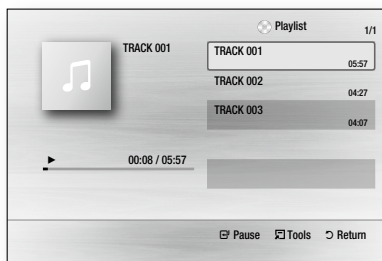 Playlist
1/1
TRACK 001
TRACK 001
05:57
TRACK 002
04:27
TRACK 003
04:07
00:08 / 05:57
Pause Tools Return